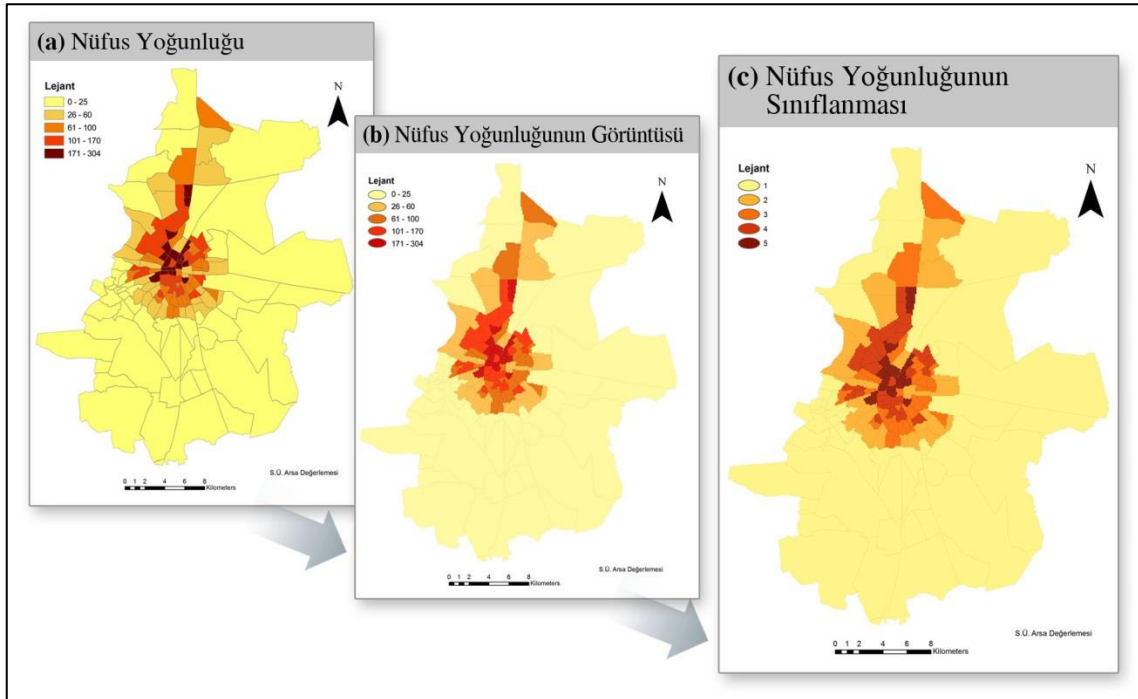 (a) Nüfus Yoğunluğu
Lejant
0 - 25
26 - 60
61 - 100
101 - 170
171 - 304
N
S.Ü. Arsa Değerlemesi
0 1 2 4 6 8
Kilometers
(b) Nüfus Yoğunluğunun Görüntüsü
Lejant
0 - 25
26 - 60
61 - 100
101 - 170
171 - 304
N
S.Ü. Arsa Değerlemesi
0 1 2 4 6 8
Kilometers
(c) Nüfus Yoğunluğunun
Sınıflanması
Lejant
1
2
3
4
5
N
S.Ü. Arsa Değerlemesi
0 1 2 4 6 8
Kilometers